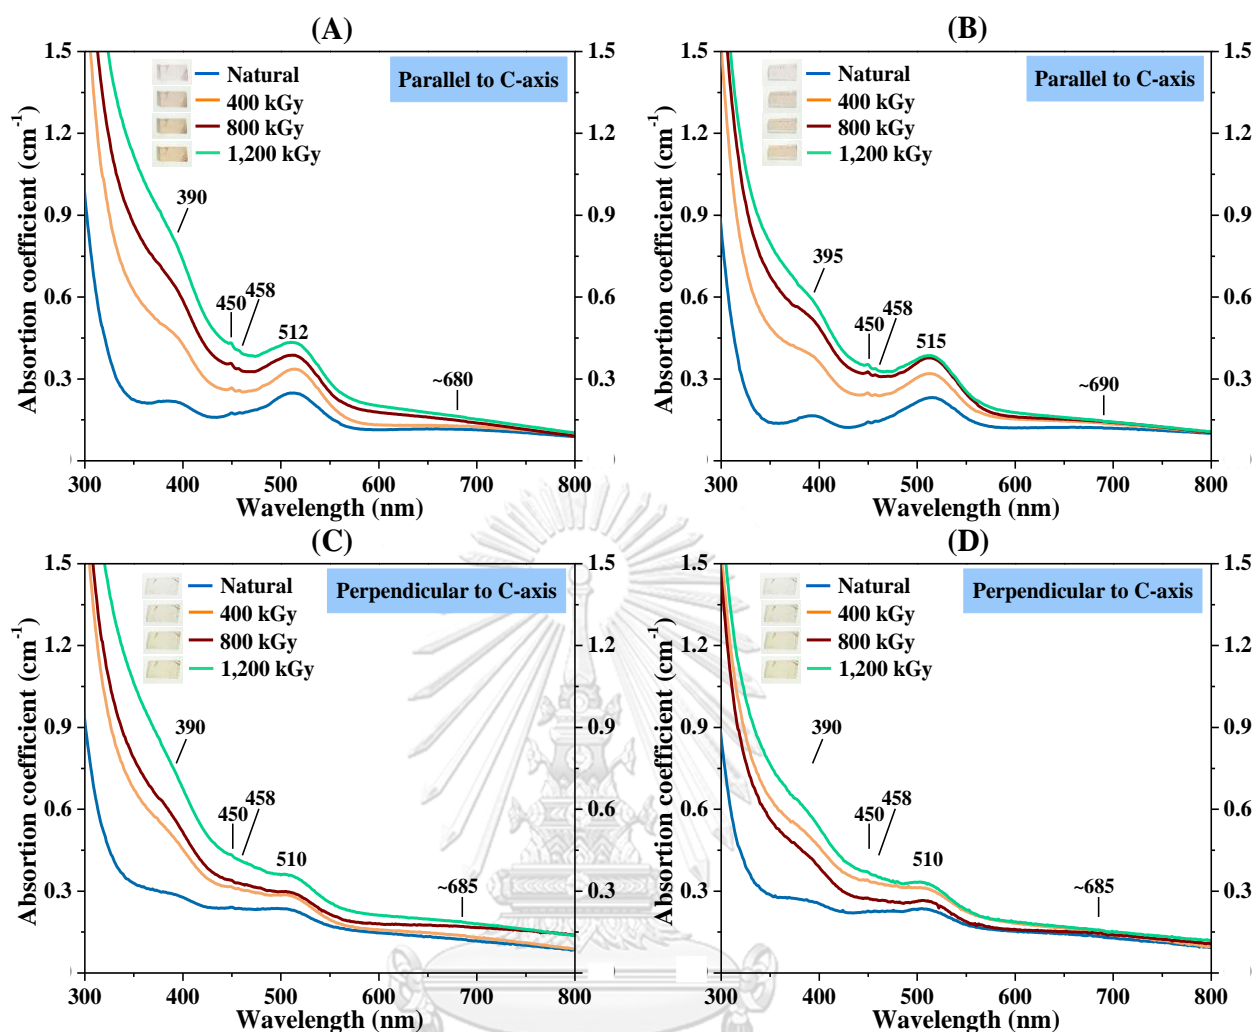 (A)
Absortion coefficient (cm⁻¹)
1.5
1.2
0.9
0.6
0.3
1.5
1.2
0.9
0.6
0.3
Natural
400 kGy
800 kGy
1,200 kGy
Parallel to C-axis
390
450
458
512
~680
300 400 500 600 700 800
Wavelength (nm)
(B)
Absortion coefficient (cm⁻¹)
1.5
1.2
0.9
0.6
0.3
1.5
1.2
0.9
0.6
0.3
Natural
400 kGy
800 kGy
1,200 kGy
Parallel to C-axis
395
450
458
515
~690
300 400 500 600 700 800
Wavelength (nm)
(C)
Absortion coefficient (cm⁻¹)
1.5
1.2
0.9
0.6
0.3
1.5
1.2
0.9
0.6
0.3
Natural
400 kGy
800 kGy
1,200 kGy
Perpendicular to C-axis
390
450
458
510
~685
300 400 500 600 700 800
Wavelength (nm)
(D)
Absortion coefficient (cm⁻¹)
1.5
1.2
0.9
0.6
0.3
1.5
1.2
0.9
0.6
0.3
Natural
400 kGy
800 kGy
1,200 kGy
Perpendicular to C-axis
390
450
458
510
~685
300 400 500 600 700 800
Wavelength (nm)